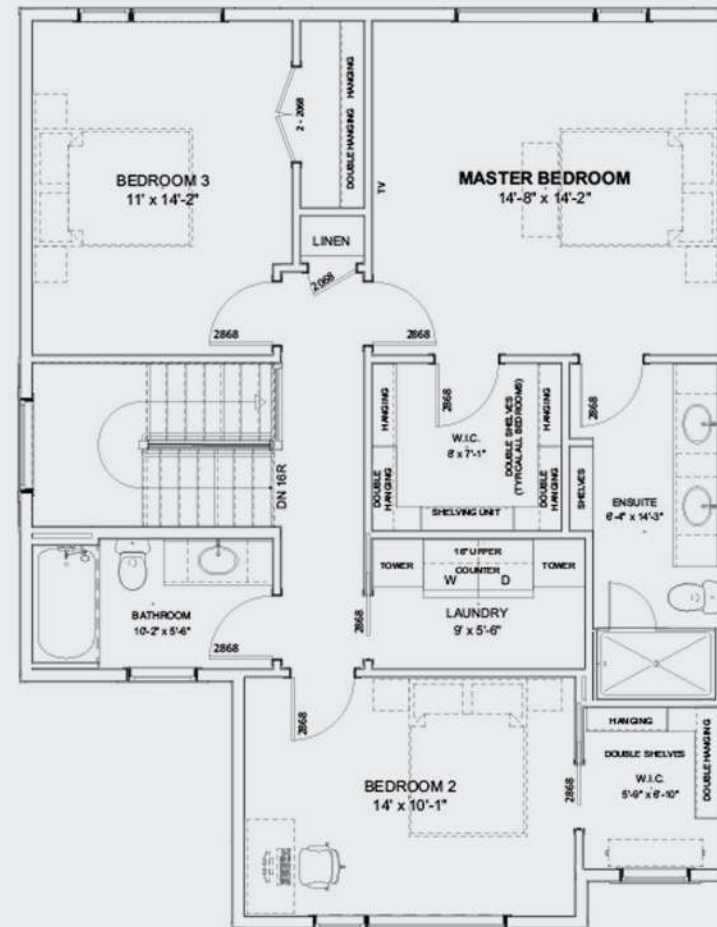 2 - 2068
DOUBLE HANGING
HANGING
BEDROOM 3
11' x 14'-2"
TV
MASTER BEDROOM
14'-8" x 14'-2"
LINEN
2068
2868
2868
2868
2868
HANGING
DOUBLE HANGING
W.I.C.
8' x 7'-1"
DOUBLE SHELVES
(TYPICAL ALL BEDROOMS)
HANGING
DOUBLE HANGING
SHELVING UNIT
SHELVES
ENSUITE
6'-4" x 14'-3"
DN 16R
TOWER
16" UPPER
COUNTER
W D
TOWER
LAUNDRY
9' x 5'-6"
2868
BATHROOM
10'-2" x 5'-6"
2868
2868
BEDROOM 2
14' x 10'-1"
2868
HANGING
DOUBLE SHELVES
DOUBLE HANGING
W.I.C.
5'-9" x 6'-10"